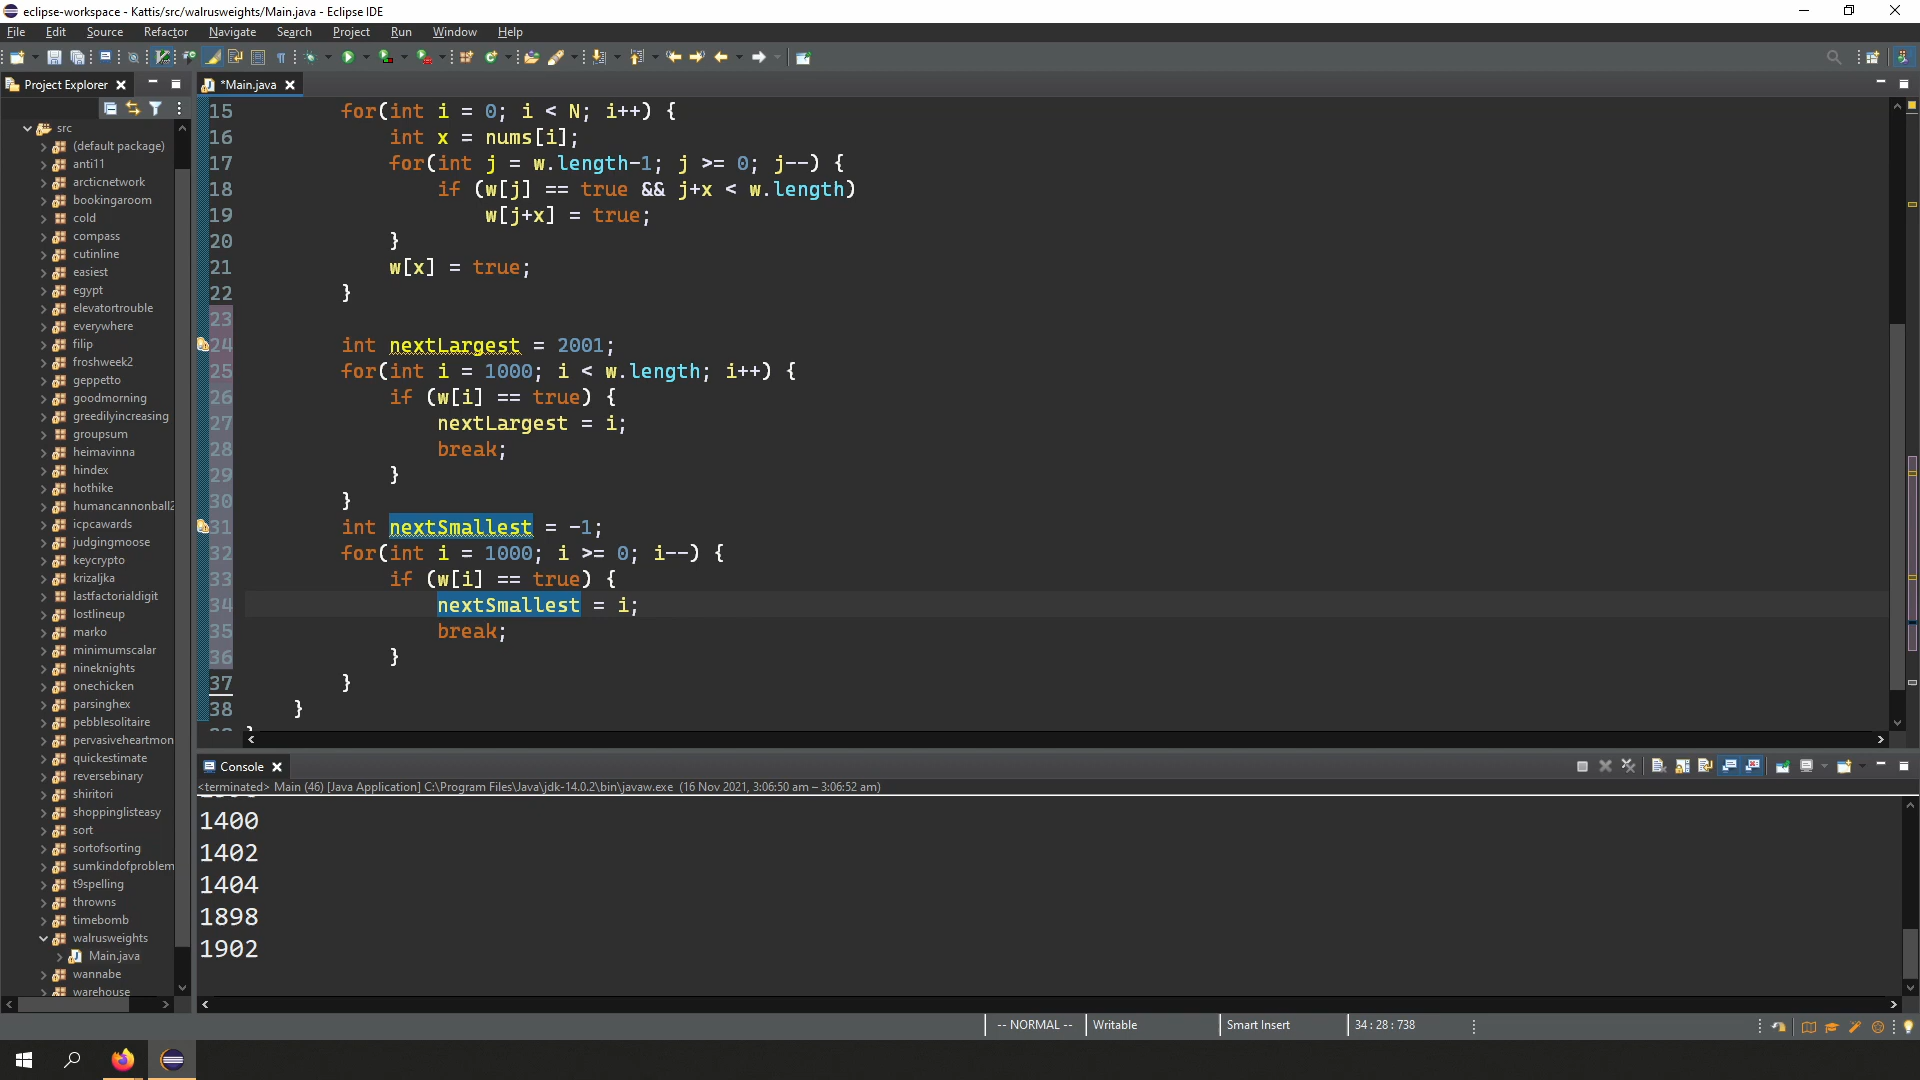 eclipse-workspace - Kattis/src/walrusweights/Main.java - Eclipse IDE
File Edit Source Refactor Navigate Search Project Run Window Help
Project Explorer
*Main.java
src
(default package)
anti11
arcticnetwork
bookingaroom
cold
compass
cutinline
easiest
egypt
elevatortrouble
everywhere
filip
froshweek2
geppetto
goodmorning
greedilyincreasing
groupsum
heimavinna
hindex
hothike
humancannonball2
icpcawards
judgingmoose
keycrypto
krizaljka
lastfactorialdigit
lostlineup
marko
minimumscalar
nineknights
onechicken
parsinghex
pebblesolitaire
pervasiveheartmon
quickestimate
reversebinary
shiritori
shoppinglisteasy
sort
sortofsorting
sumkindofproblem
t9spelling
throwns
timebomb
walrusweights
Main.java
wannabe
warehouse
15 for(int i = 0; i < N; i++) {
16 int x = nums[i];
17 for(int j = w.length-1; j >= 0; j--) {
18 if (w[j] == true && j+x < w.length)
19 w[j+x] = true;
20 }
21 w[x] = true;
22 }
23
24 int nextLargest = 2001;
25 for(int i = 1000; i < w.length; i++) {
26 if (w[i] == true) {
27 nextLargest = i;
28 break;
29 }
30 }
31 int nextSmallest = -1;
32 for(int i = 1000; i >= 0; i--) {
33 if (w[i] == true) {
34 nextSmallest = i;
35 break;
36 }
37 }
38 }
Console
<terminated> Main (46) [Java Application] C:\Program Files\Java\jdk-14.0.2\bin\javaw.exe (16 Nov 2021, 3:06:50 am – 3:06:52 am)
1400
1402
1404
1898
1902
-- NORMAL -- Writable Smart Insert 34 : 28 : 738